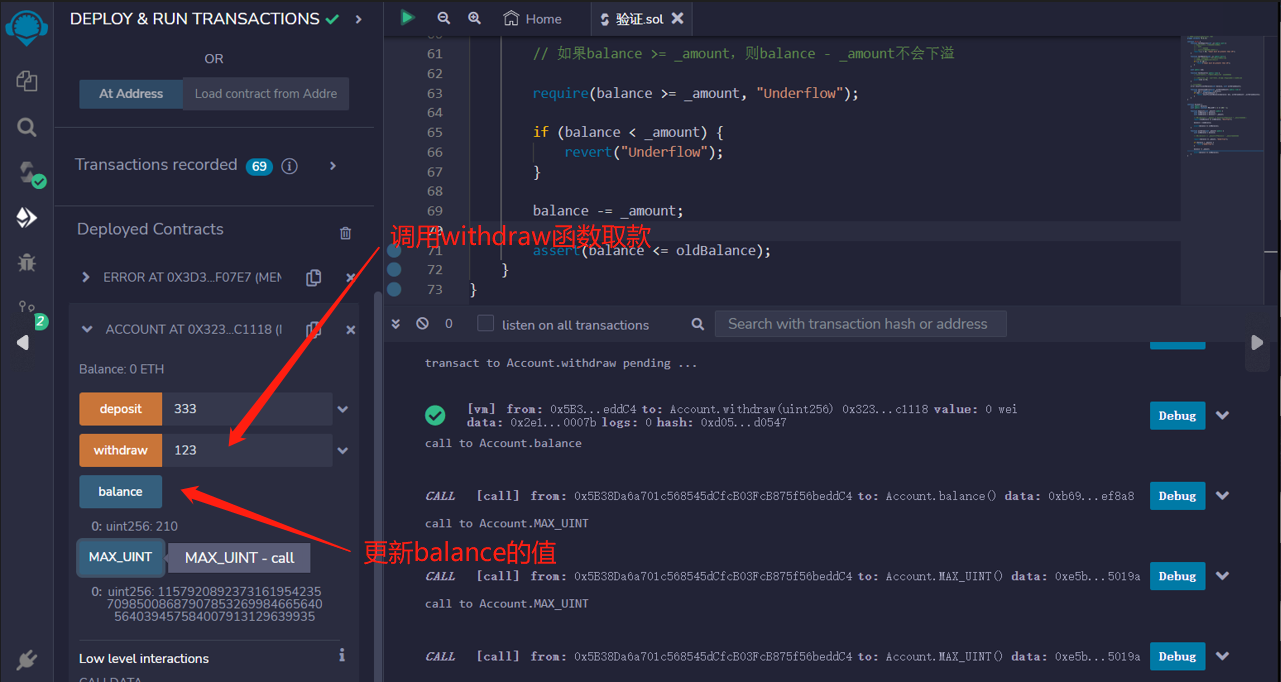 DEPLOY & RUN TRANSACTIONS
OR
At Address
Load contract from Addre
Transactions recorded 69 i
Deployed Contracts
ERROR AT 0X3D3...F07E7 (MEM
ACCOUNT AT 0X323...C1118 (
Balance: 0 ETH
deposit 333
withdraw 123
balance
0: uint256: 210
MAX_UINT
MAX_UINT - call
0: uint256: 1157920892373161954235
7098500868790785326998466564​0
564039457584007913129639935
Low level interactions
i
CALLDATA
2
Home
验证.sol
61 // 如果balance >= _amount，则balance - _amount不会下溢
62
63 require(balance >= _amount, "Underflow");
64
65 if (balance < _amount) {
66 revert("Underflow");
67 }
68
69 balance -= _amount;
70
调用withdraw函数取款
71 assert(balance <= oldBalance);
72 }
73 }
0
listen on all transactions
Search with transaction hash or address
transact to Account.withdraw pending ...
[vm] from: 0x5B3...eddC4 to: Account.withdraw(uint256) 0x323...c1118 value: 0 wei
data: 0x2e1...0007b logs: 0 hash: 0xd05...d0547
Debug
call to Account.balance
CALL [call] from: 0x5B38Da6a701c568545dCfcB03FcB875f56beddC4 to: Account.balance() data: 0xb69...ef8a8
Debug
call to Account.MAX_UINT
更新balance的值
CALL [call] from: 0x5B38Da6a701c568545dCfcB03FcB875f56beddC4 to: Account.MAX_UINT() data: 0xe5b...5019a
Debug
call to Account.MAX_UINT
CALL [call] from: 0x5B38Da6a701c568545dCfcB03FcB875f56beddC4 to: Account.MAX_UINT() data: 0xe5b...5019a
Debug